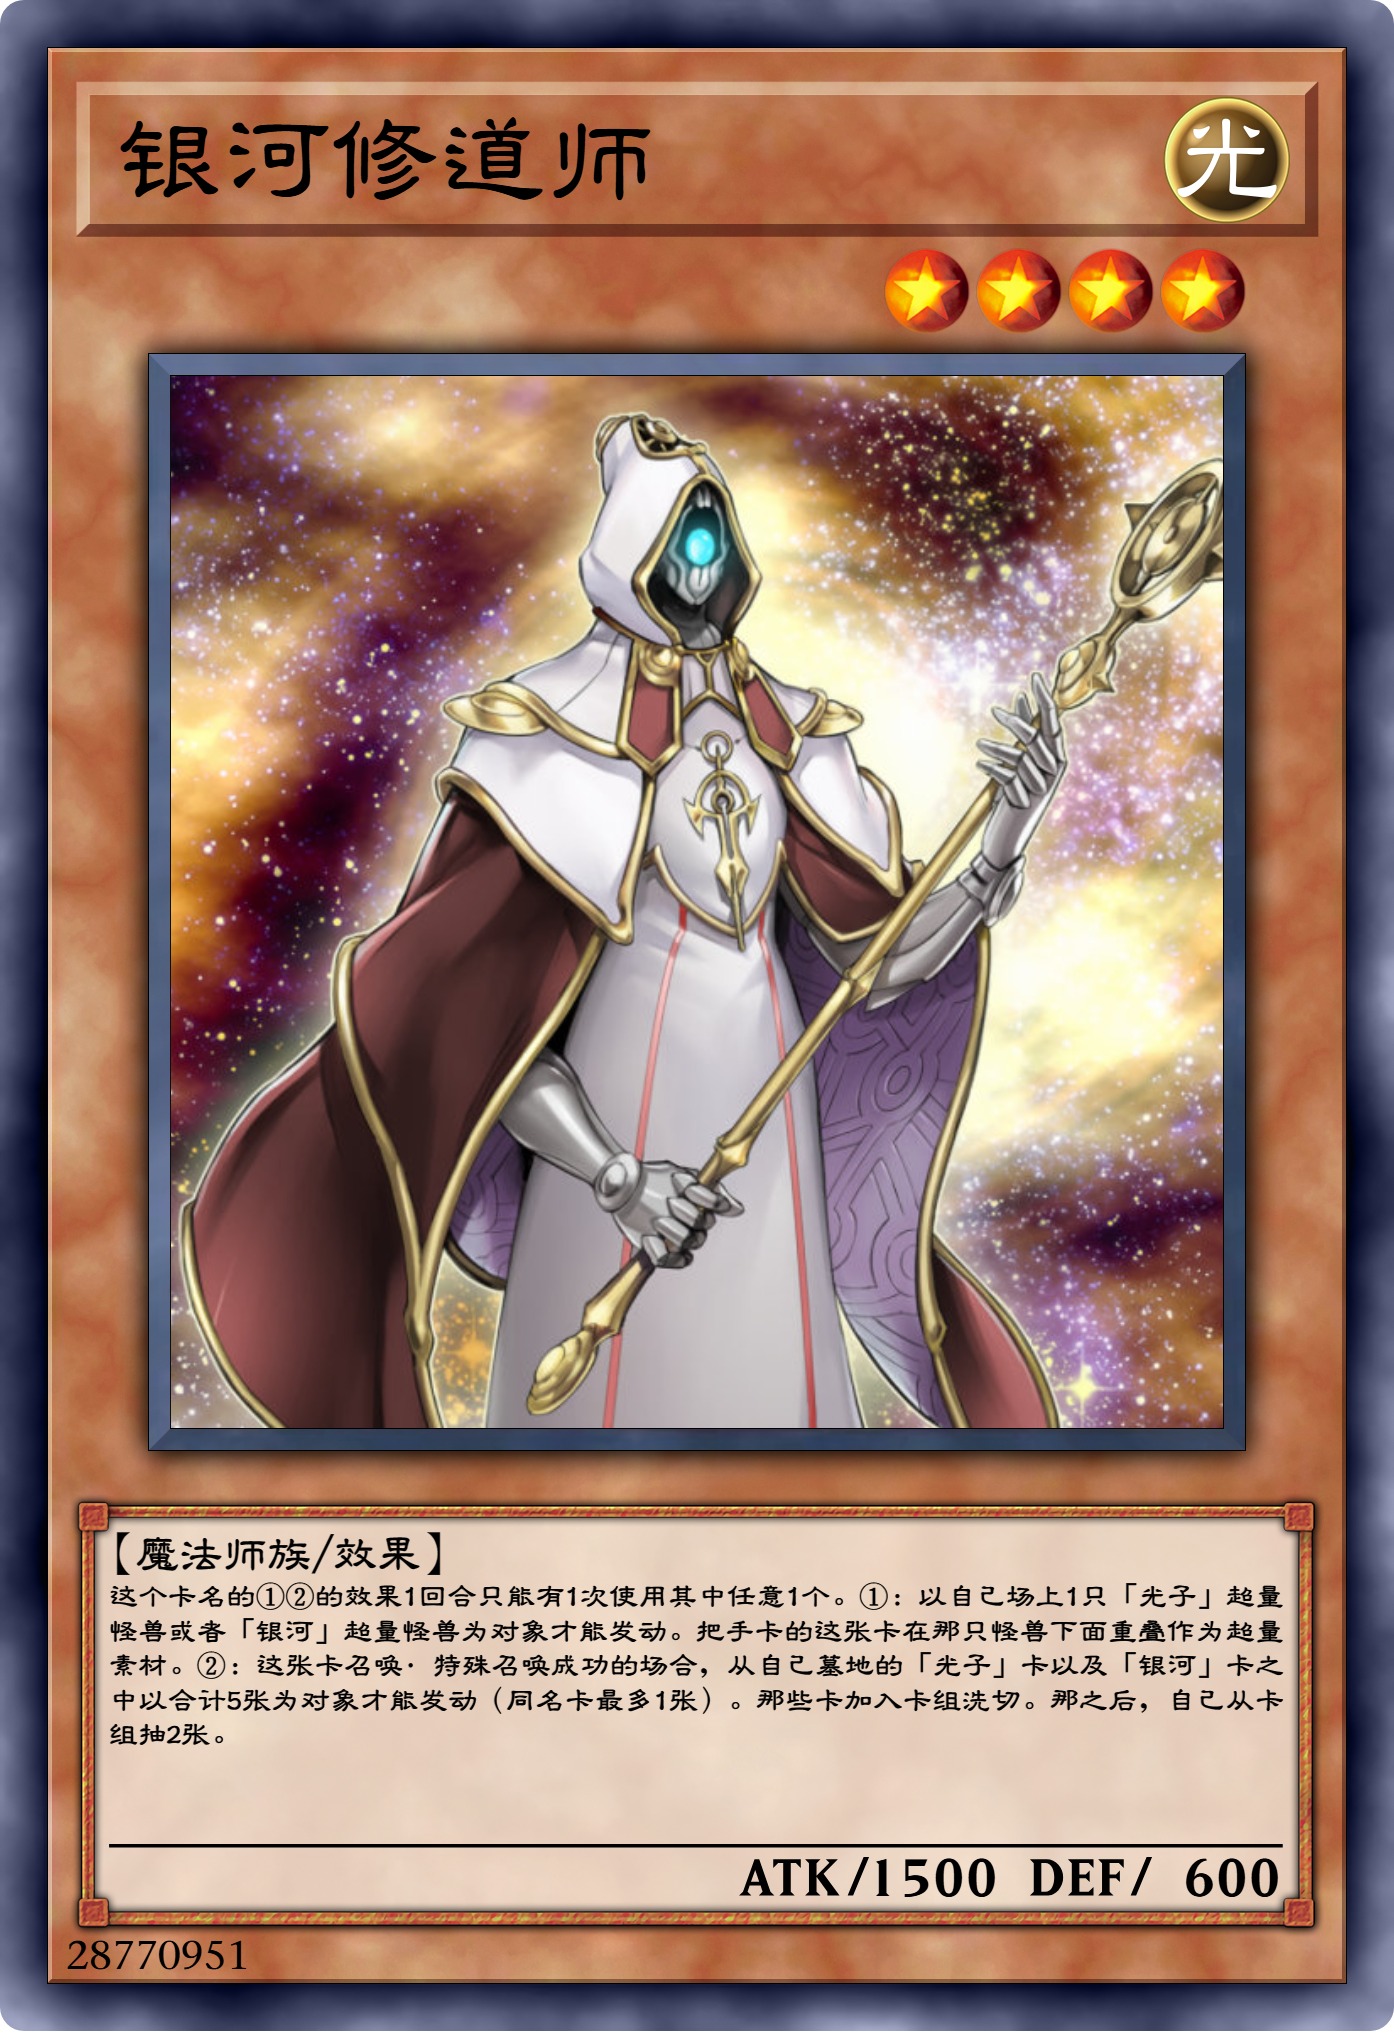 银河修道师
光
【魔法师族/效果】
这个卡名的①②的效果1回合只能有1次使用其中任意1个。①：以自己场上1只「光子」超量
怪兽或者「银河」超量怪兽为对象才能发动。把手卡的这张卡在那只怪兽下面重叠作为超量
素材。②：这张卡召唤·特殊召唤成功的场合，从自己墓地的「光子」卡以及「银河」卡之
中以合计5张为对象才能发动（同名卡最多1张）。那些卡加入卡组洗切。那之后，自己从卡
组抽2张。
ATK/1500 DEF/ 600
28770951